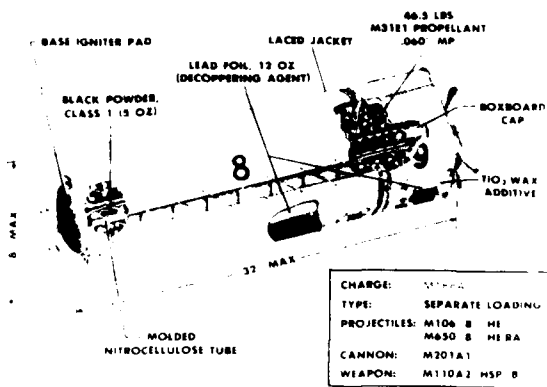 BASE IGNITER PAD
LACED JACKET
46.5 LBS
M31E1 PROPELLANT
.060" MP
LEAD FOIL, 12 OZ
(DECOPPERING AGENT)
BLACK POWDER,
CLASS 1 (5 OZ)
BOXBOARD
CAP
8
9
TIO2 WAX
ADDITIVE
8 MAX
32 MAX
MOLDED
NITROCELLULOSE TUBE
CHARGE:
TYPE: SEPARATE LOADING
PROJECTILES: M106 8 HE
M650 8 HE RA
CANNON: M201A1
WEAPON: M110A2 HSP 8